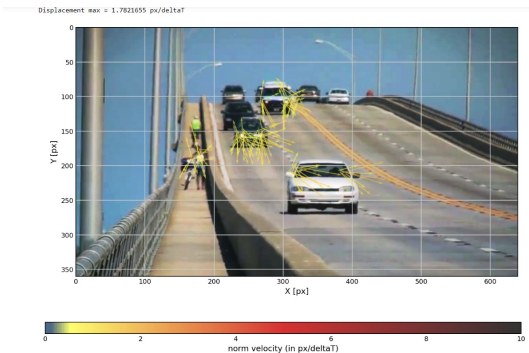 Displacement max = 1.7821655 px/deltaT
0
50
100
150
200
250
300
350
Y [px]
0 100 200 300 400 500 600
X [px]
0 2 4 6 8 10
norm velocity (in px/deltaT)